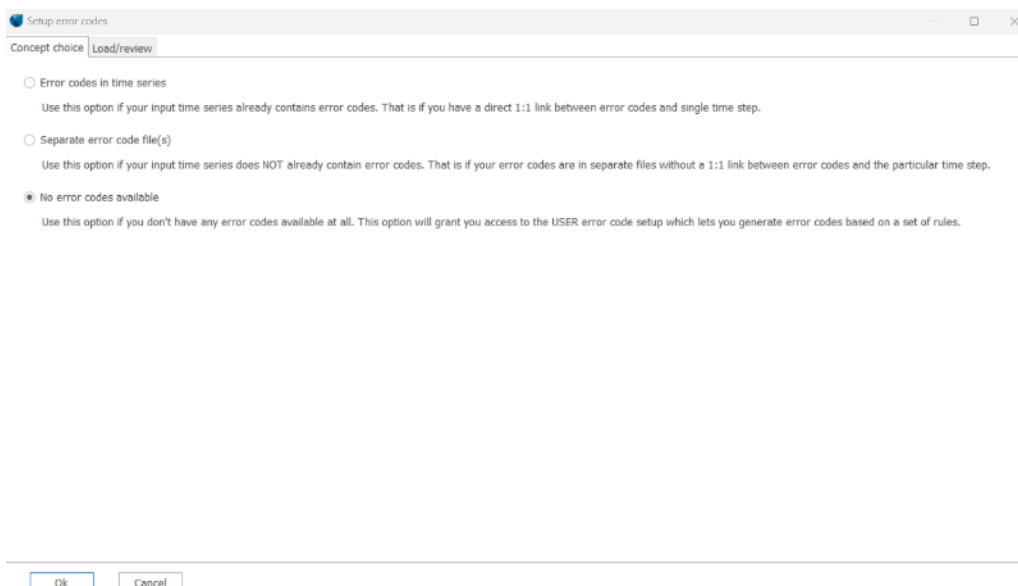 Setup error codes
Concept choice Load/review
Error codes in time series
Use this option if your input time series already contains error codes. That is if you have a direct 1:1 link between error codes and single time step.
Separate error code file(s)
Use this option if your input time series does NOT already contain error codes. That is if your error codes are in separate files without a 1:1 link between error codes and the particular time step.
No error codes available
Use this option if you don't have any error codes available at all. This option will grant you access to the USER error code setup which lets you generate error codes based on a set of rules.
Ok Cancel